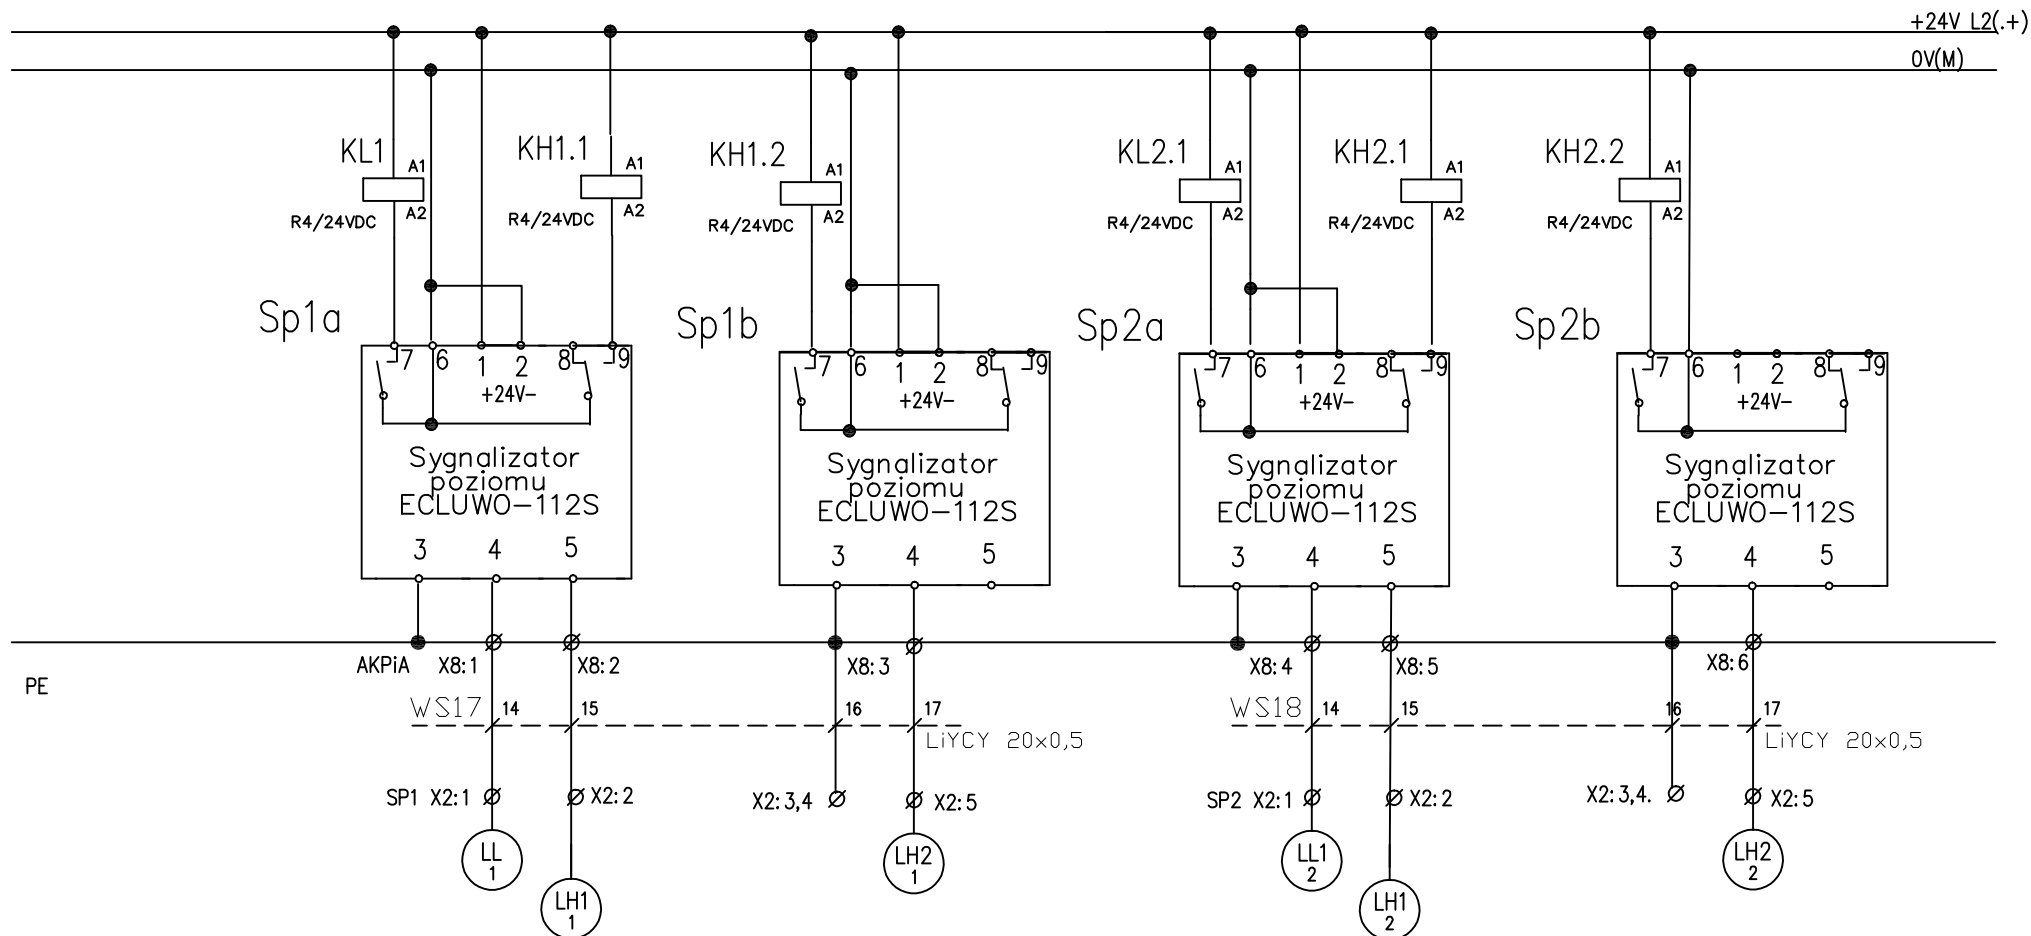 +24V L2(.+)
0V(M)
KL1
A1
A2
R4/24VDC
KH1.1
A1
A2
R4/24VDC
KH1.2
A1
A2
R4/24VDC
KL2.1
A1
A2
R4/24VDC
KH2.1
A1
A2
R4/24VDC
KH2.2
A1
A2
R4/24VDC
Sp1a
7 6 1 2 8 9
+24V-
Sygnalizator
poziomu
ECLUWO-112S
3 4 5
Sp1b
7 6 1 2 8 9
+24V-
Sygnalizator
poziomu
ECLUWO-112S
3 4 5
Sp2a
7 6 1 2 8 9
+24V-
Sygnalizator
poziomu
ECLUWO-112S
3 4 5
Sp2b
7 6 1 2 8 9
+24V-
Sygnalizator
poziomu
ECLUWO-112S
3 4 5
PE
AKPiA X8:1 X8:2 X8:3 X8:4 X8:5 X8:6
WS17 14 15 16 17
LiYCY 20x0,5
WS18 14 15 16 17
LiYCY 20x0,5
SP1 X2:1 X2:2 X2:3,4 X2:5
SP2 X2:1 X2:2 X2:3,4. X2:5
LL
1
LH1
1
LH2
1
LL1
2
LH1
2
LH2
2